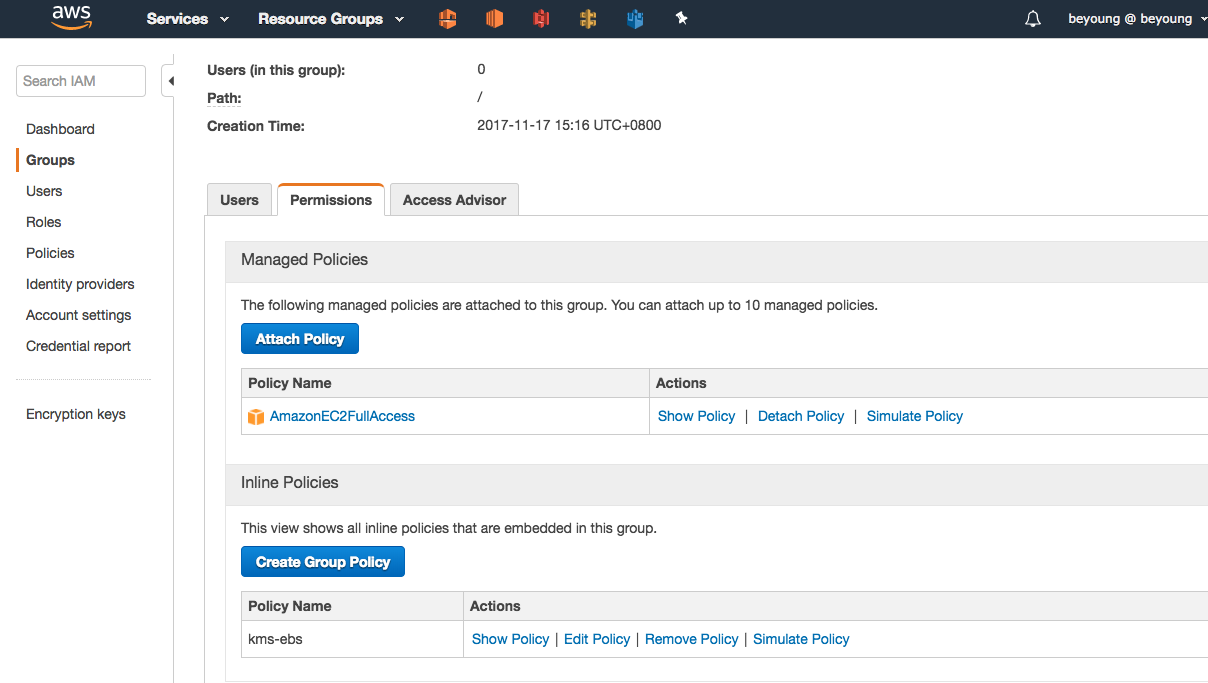 aws Services Resource Groups beyoung @ beyoung
Search IAM
Dashboard
Groups
Users
Roles
Policies
Identity providers
Account settings
Credential report
Encryption keys
Users (in this group): 0
Path: /
Creation Time: 2017-11-17 15:16 UTC+0800
Users Permissions Access Advisor
Managed Policies
The following managed policies are attached to this group. You can attach up to 10 managed policies.
Attach Policy
Policy Name Actions
AmazonEC2FullAccess Show Policy | Detach Policy | Simulate Policy
Inline Policies
This view shows all inline policies that are embedded in this group.
Create Group Policy
Policy Name Actions
kms-ebs Show Policy | Edit Policy | Remove Policy | Simulate Policy